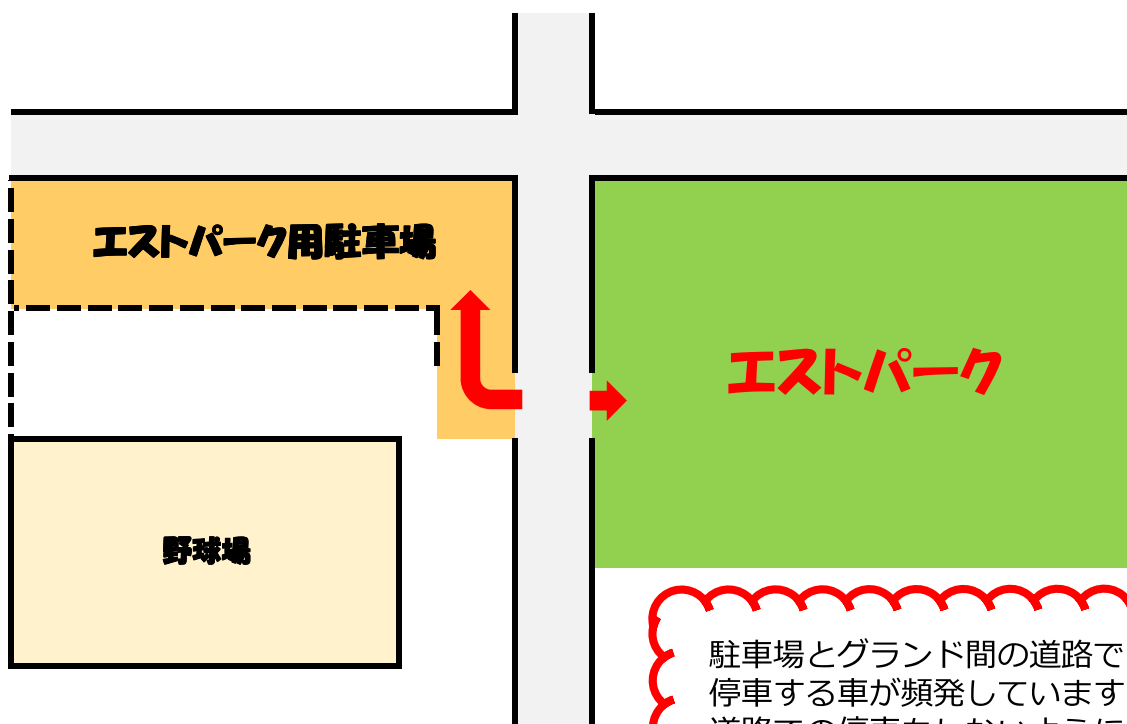 エストパーク用駐車場
エストパーク
野球場
駐車場とグランド間の道路で
停車する車が頻発しています